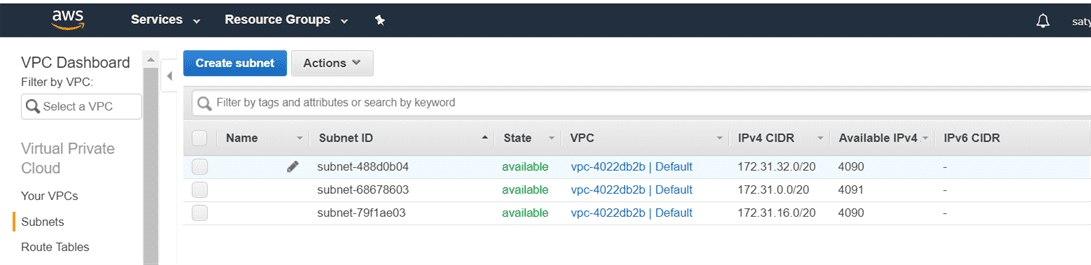 aws Services Resource Groups saty
VPC Dashboard
Filter by VPC:
Select a VPC
Virtual Private
Cloud
Your VPCs
Subnets
Route Tables
Create subnet Actions
Filter by tags and attributes or search by keyword
Name Subnet ID State VPC IPv4 CIDR Available IPv4 IPv6 CIDR
subnet-488d0b04 available vpc-4022db2b | Default 172.31.32.0/20 4090 -
subnet-68678603 available vpc-4022db2b | Default 172.31.0.0/20 4091 -
subnet-79f1ae03 available vpc-4022db2b | Default 172.31.16.0/20 4090 -